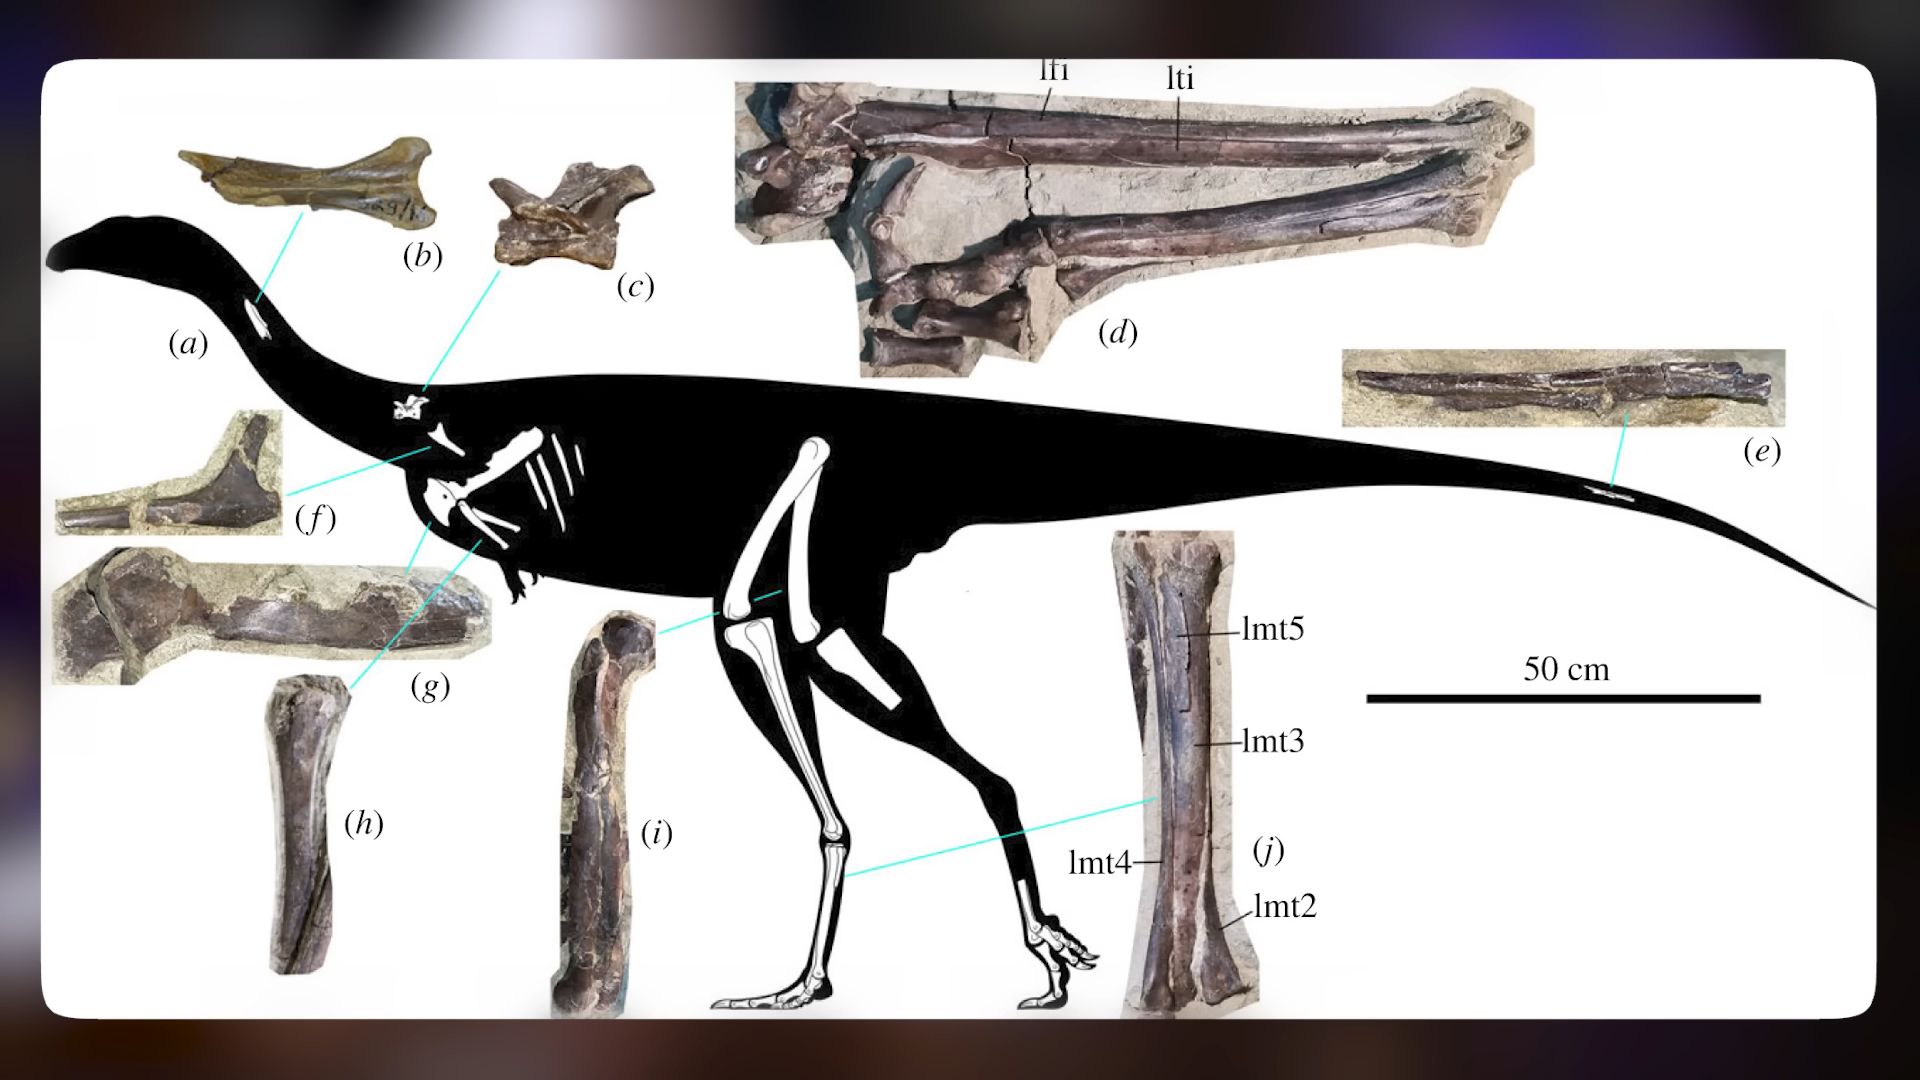 lfi
lti
(b)
(c)
(a)
(d)
(e)
(f)
(g)
lmt5
50 cm
lmt3
(h)
(i)
(j)
lmt4
lmt2